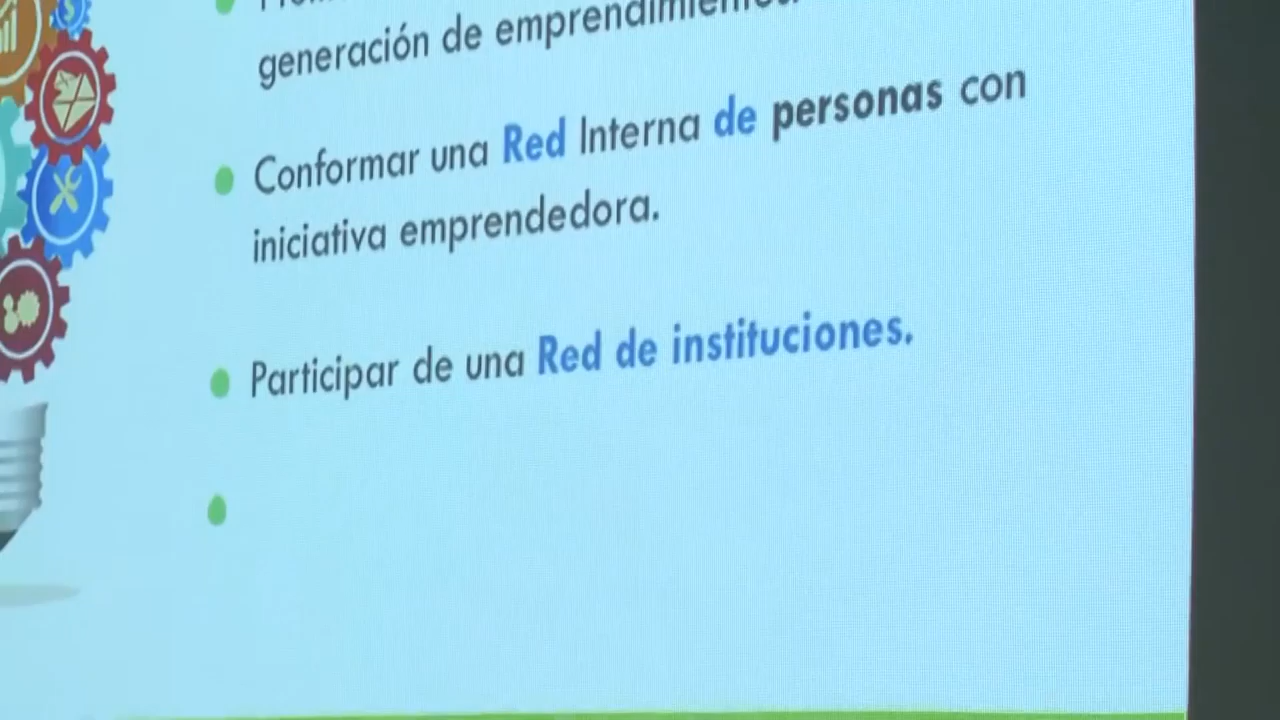 generación de emprendimientos.
Conformar una Red Interna de personas con
iniciativa emprendedora.
Participar de una Red de instituciones.